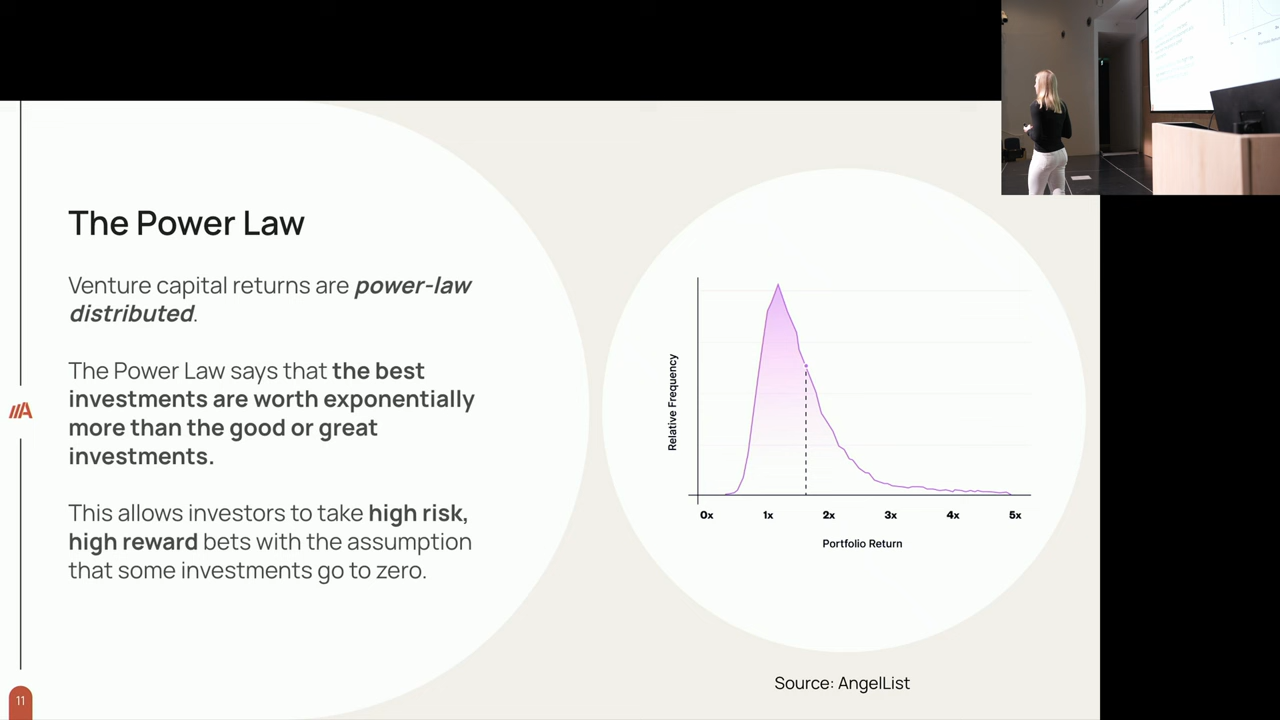 The Power Law
Venture capital returns are power-law
distributed.
The Power Law says that the best
investments are worth exponentially
more than the good or great
investments.
This allows investors to take high risk,
high reward bets with the assumption
that some investments go to zero.
Relative Frequency
0x 1x 2x 3x 4x 5x
Portfolio Return
Source: AngelList
11